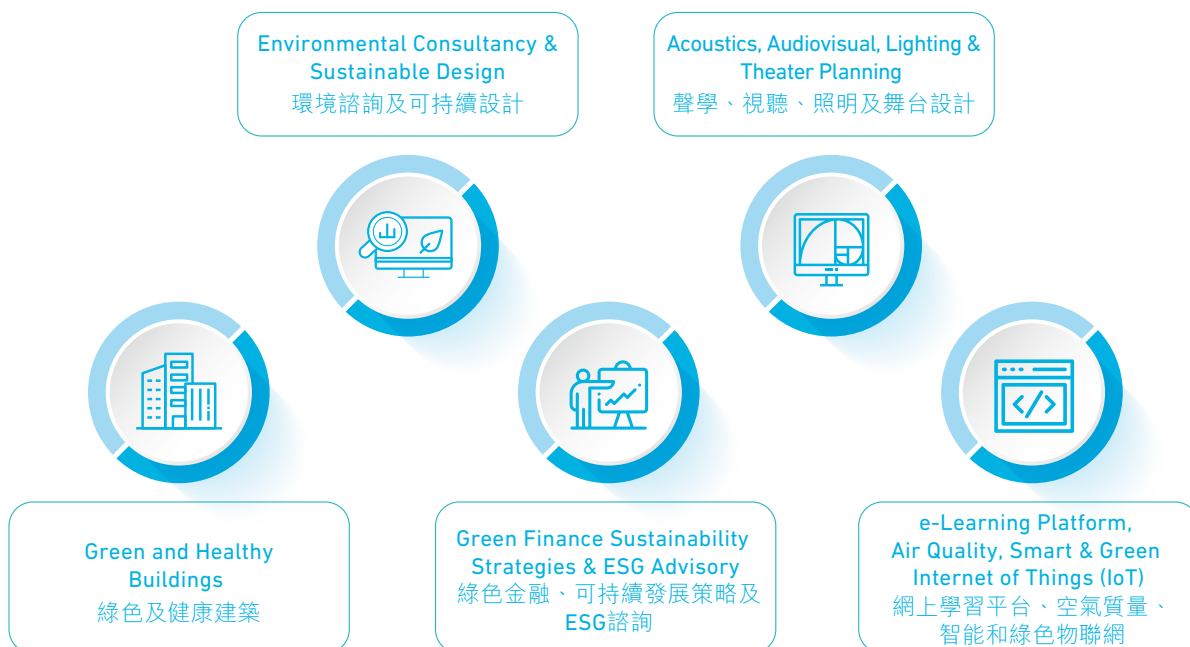 Environmental Consultancy &
Sustainable Design
環境諮詢及可持續設計
Acoustics, Audiovisual, Lighting &
Theater Planning
聲學、視聽、照明及舞台設計
Green and Healthy
Buildings
綠色及健康建築
Green Finance Sustainability
Strategies & ESG Advisory
綠色金融、可持續發展策略及
ESG諮詢
e-Learning Platform,
Air Quality, Smart & Green
Internet of Things (IoT)
網上學習平台、空氣質量、
智能和綠色物聯網